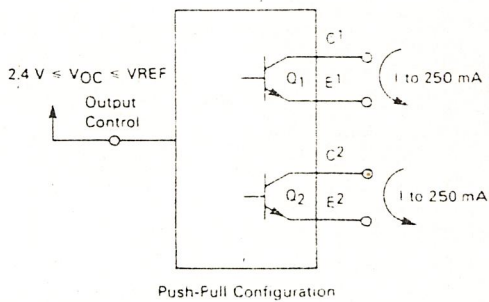 C1
2.4 V ≤ VOC ≤ VREF
Q1
E1
1 to 250 mA
Output
Control
C2
Q2
E2
1 to 250 mA
Push-Pull Configuration